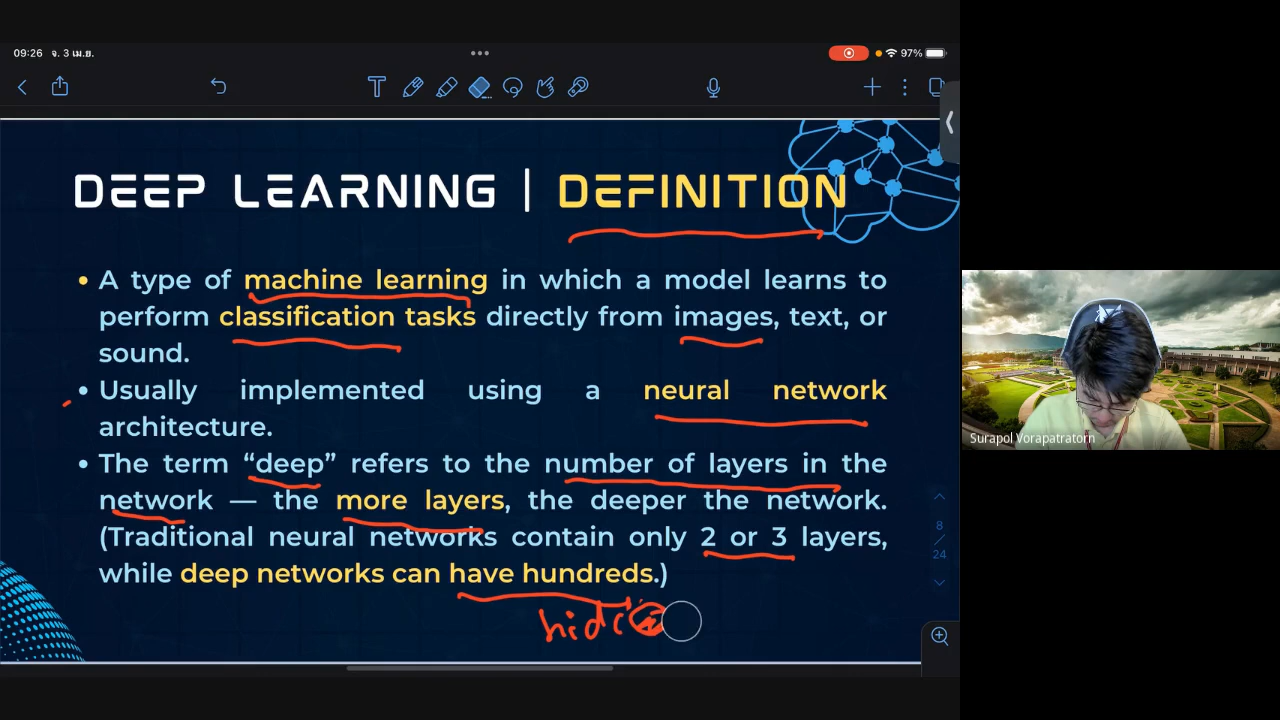 09:26 จ. 3 เม.ย.
97%
DEEP LEARNING | DEFINITION
• A type of machine learning in which a model learns to
perform classification tasks directly from images, text, or
sound.
• Usually implemented using a neural network
architecture.
• The term “deep” refers to the number of layers in the
network — the more layers, the deeper the network.
(Traditional neural networks contain only 2 or 3 layers,
while deep networks can have hundreds.)
8
/
24
Surapol Vorapatratorn